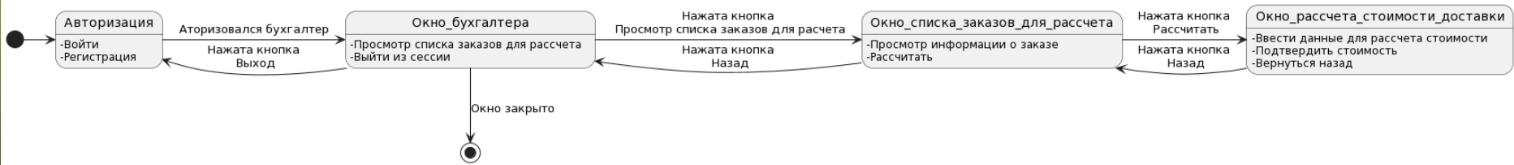 Авторизация
-Войти
-Регистрация
Аторизовался бухгалтер
Нажата кнопка
Выход
Окно_бухгалтера
-Просмотр списка заказов для рассчета
-Выйти из сессии
Окно закрыто
Нажата кнопка
Просмотр списка заказов для расчета
Нажата кнопка
Назад
Окно_списка_заказов_для_рассчета
-Просмотр информации о заказе
-Рассчитать
Нажата кнопка
Рассчитать
Нажата кнопка
Назад
Окно_рассчета_стоимости_доставки
-Ввести данные для рассчета стоимости
-Подтвердить стоимость
-Вернуться назад